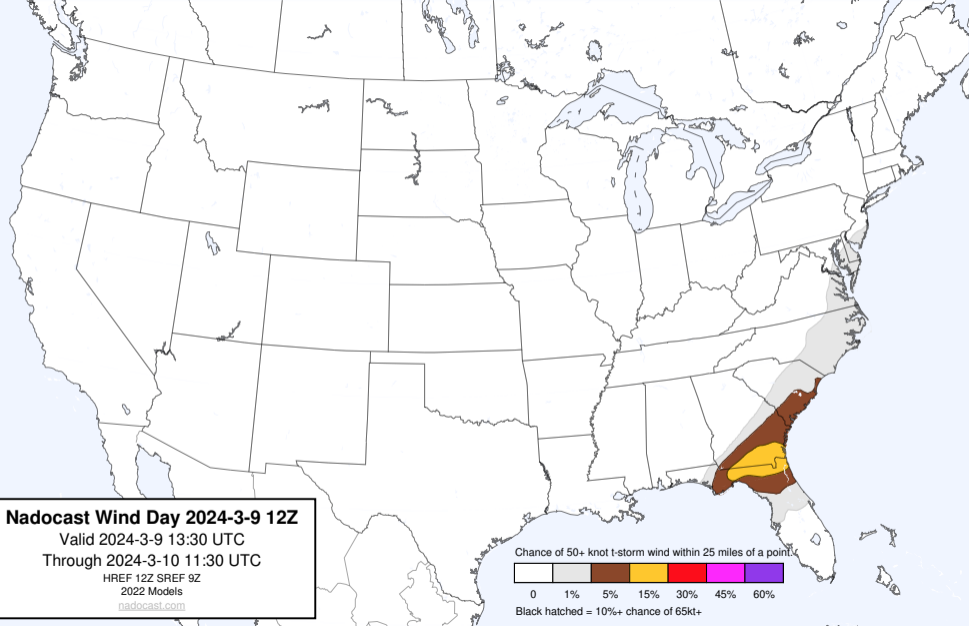 Nadocast Wind Day 2024-3-9 12Z
Valid 2024-3-9 13:30 UTC
Through 2024-3-10 11:30 UTC
HREF 12Z SREF 9Z
2022 Models
nadocast.com
Chance of 50+ knot t-storm wind within 25 miles of a point.
0 1% 5% 15% 30% 45% 60%
Black hatched = 10%+ chance of 65kt+